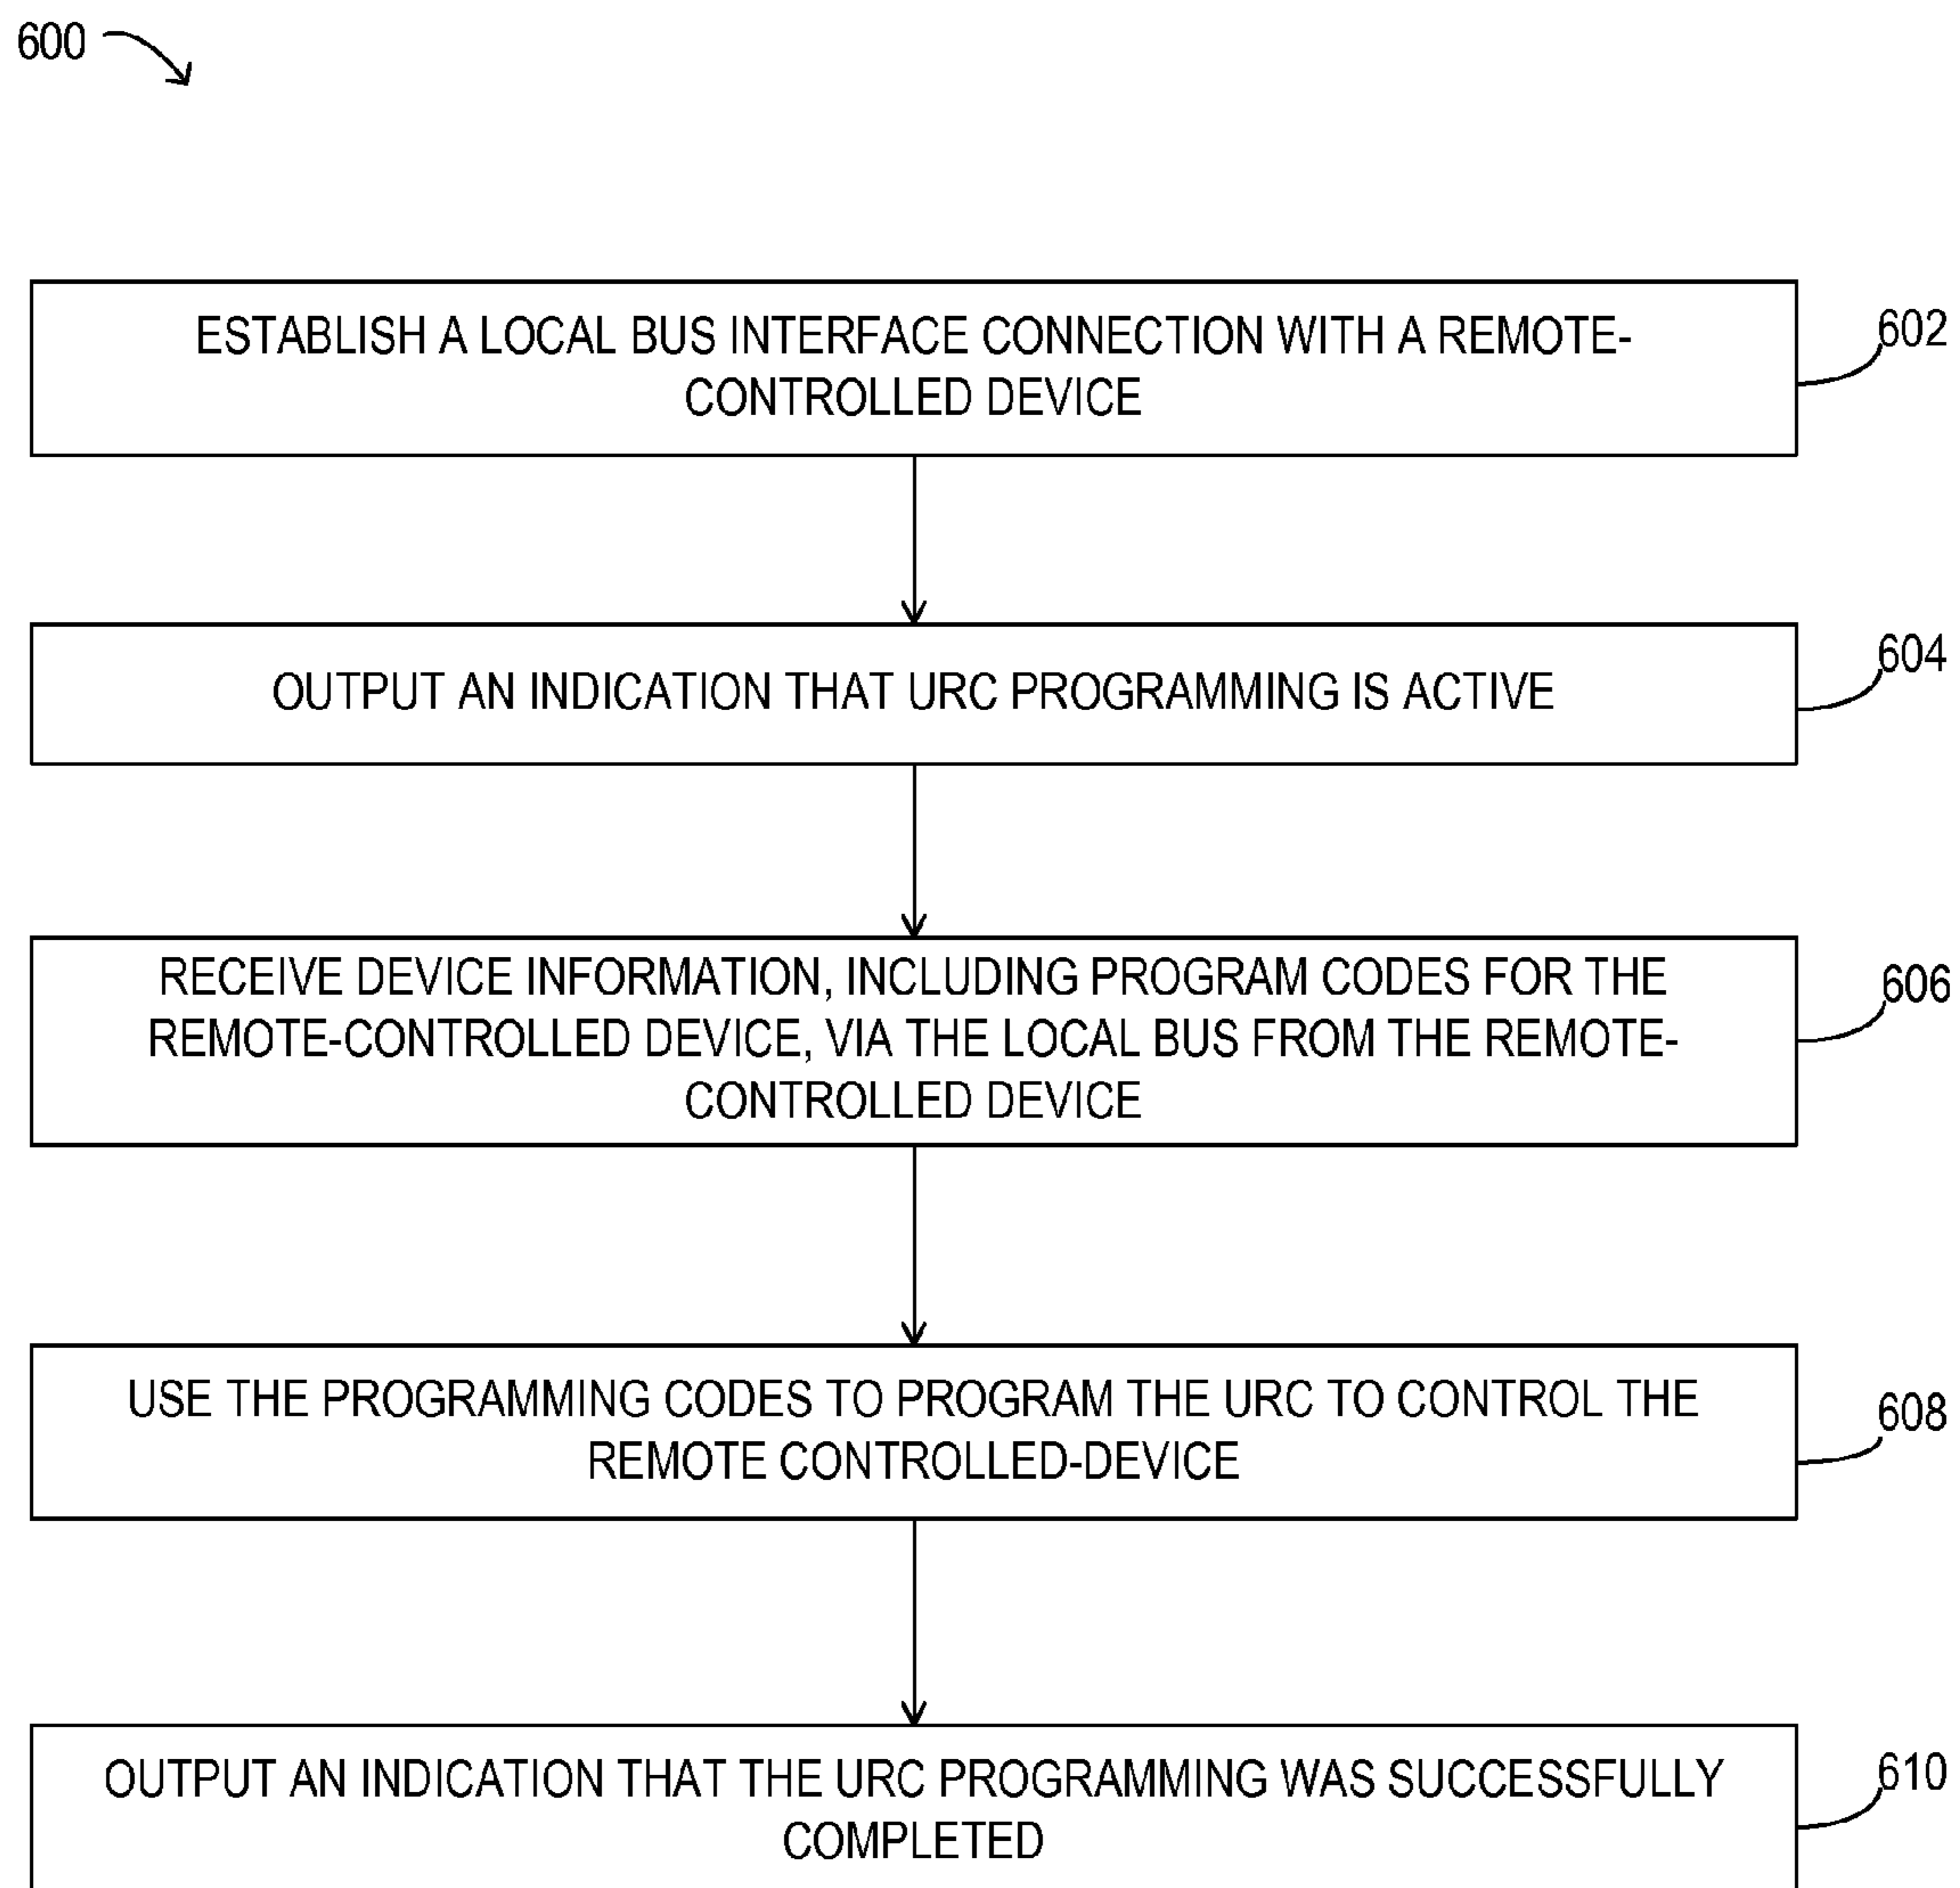 600
ESTABLISH A LOCAL BUS INTERFACE CONNECTION WITH A REMOTE-
CONTROLLED DEVICE
602
OUTPUT AN INDICATION THAT URC PROGRAMMING IS ACTIVE
604
RECEIVE DEVICE INFORMATION, INCLUDING PROGRAM CODES FOR THE
REMOTE-CONTROLLED DEVICE, VIA THE LOCAL BUS FROM THE REMOTE-
CONTROLLED DEVICE
606
USE THE PROGRAMMING CODES TO PROGRAM THE URC TO CONTROL THE
REMOTE CONTROLLED-DEVICE
608
OUTPUT AN INDICATION THAT THE URC PROGRAMMING WAS SUCCESSFULLY
COMPLETED
610